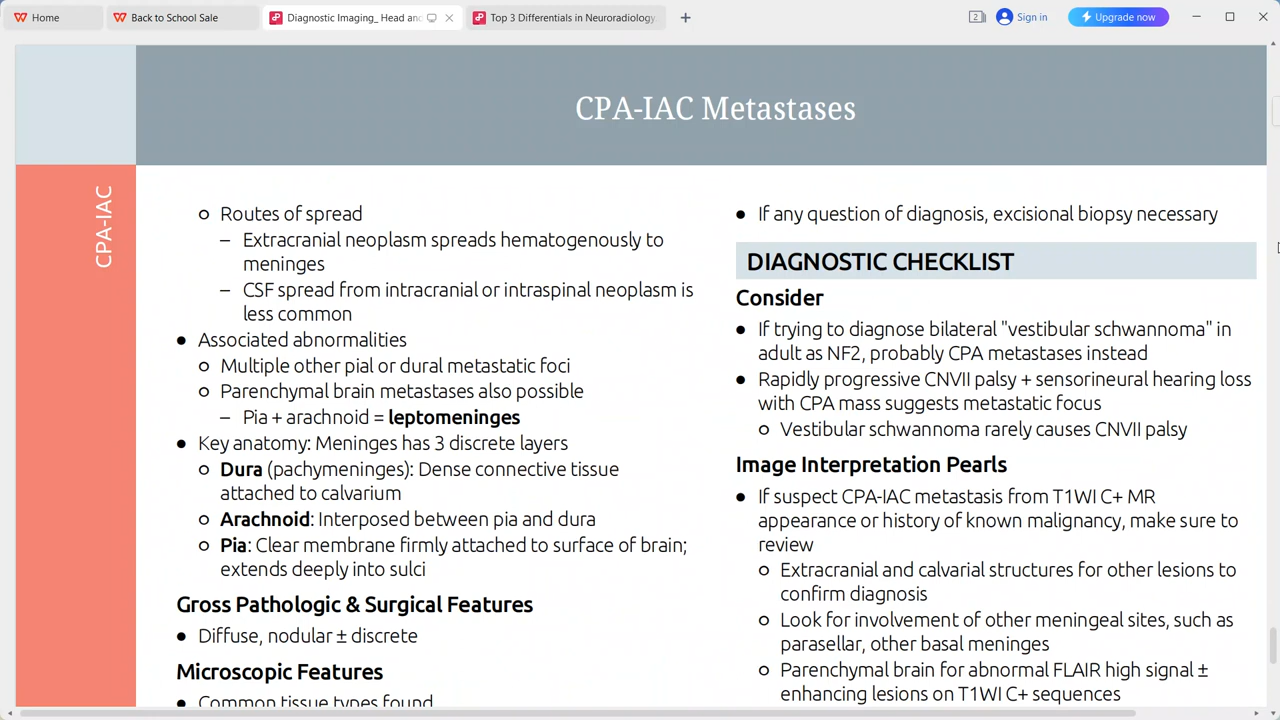 Home
Back to School Sale
Diagnostic Imaging_ Head and
Top 3 Differentials in Neuroradiology
2
Sign in
Upgrade now
CPA-IAC Metastases
CPA-IAC
Routes of spread
– Extracranial neoplasm spreads hematogenously to
meninges
– CSF spread from intracranial or intraspinal neoplasm is
less common
• Associated abnormalities
Multiple other pial or dural metastatic foci
Parenchymal brain metastases also possible
– Pia + arachnoid = leptomeninges
• Key anatomy: Meninges has 3 discrete layers
Dura (pachymeninges): Dense connective tissue
attached to calvarium
Arachnoid: Interposed between pia and dura
Pia: Clear membrane firmly attached to surface of brain;
extends deeply into sulci
Gross Pathologic & Surgical Features
• Diffuse, nodular ± discrete
Microscopic Features
• Common tissue types found
• If any question of diagnosis, excisional biopsy necessary
DIAGNOSTIC CHECKLIST
Consider
• If trying to diagnose bilateral "vestibular schwannoma" in
adult as NF2, probably CPA metastases instead
• Rapidly progressive CNVII palsy + sensorineural hearing loss
with CPA mass suggests metastatic focus
Vestibular schwannoma rarely causes CNVII palsy
Image Interpretation Pearls
• If suspect CPA-IAC metastasis from T1WI C+ MR
appearance or history of known malignancy, make sure to
review
Extracranial and calvarial structures for other lesions to
confirm diagnosis
Look for involvement of other meningeal sites, such as
parasellar, other basal meninges
Parenchymal brain for abnormal FLAIR high signal ±
enhancing lesions on T1WI C+ sequences